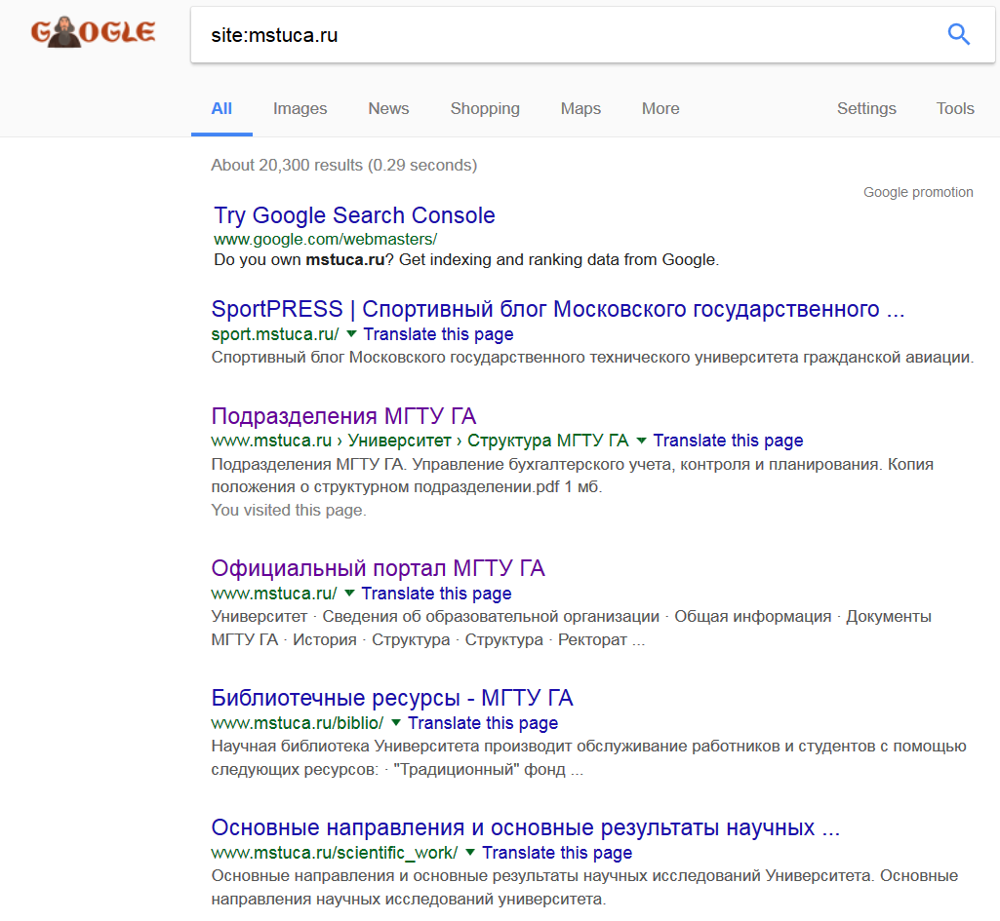 GOOGLE
site:mstuca.ru
All Images News Shopping Maps More Settings Tools
About 20,300 results (0.29 seconds)
Google promotion
Try Google Search Console
www.google.com/webmasters/
Do you own mstuca.ru? Get indexing and ranking data from Google.
SportPRESS | Спортивный блог Московского государственного ...
sport.mstuca.ru/ ▼ Translate this page
Спортивный блог Московского государственного технического университета гражданской авиации.
Подразделения МГТУ ГА
www.mstuca.ru › Университет › Структура МГТУ ГА ▼ Translate this page
Подразделения МГТУ ГА. Управление бухгалтерского учета, контроля и планирования. Копия
положения о структурном подразделении.pdf 1 мб.
You visited this page.
Официальный портал МГТУ ГА
www.mstuca.ru/ ▼ Translate this page
Университет · Сведения об образовательной организации · Общая информация · Документы
МГТУ ГА · История · Структура · Структура · Ректорат ...
Библиотечные ресурсы - МГТУ ГА
www.mstuca.ru/biblio/ ▼ Translate this page
Научная библиотека Университета производит обслуживание работников и студентов с помощью
следующих ресурсов: · "Традиционный" фонд ...
Основные направления и основные результаты научных ...
www.mstuca.ru/scientific_work/ ▼ Translate this page
Основные направления и основные результаты научных исследований Университета. Основные
направления научных исследований университета.